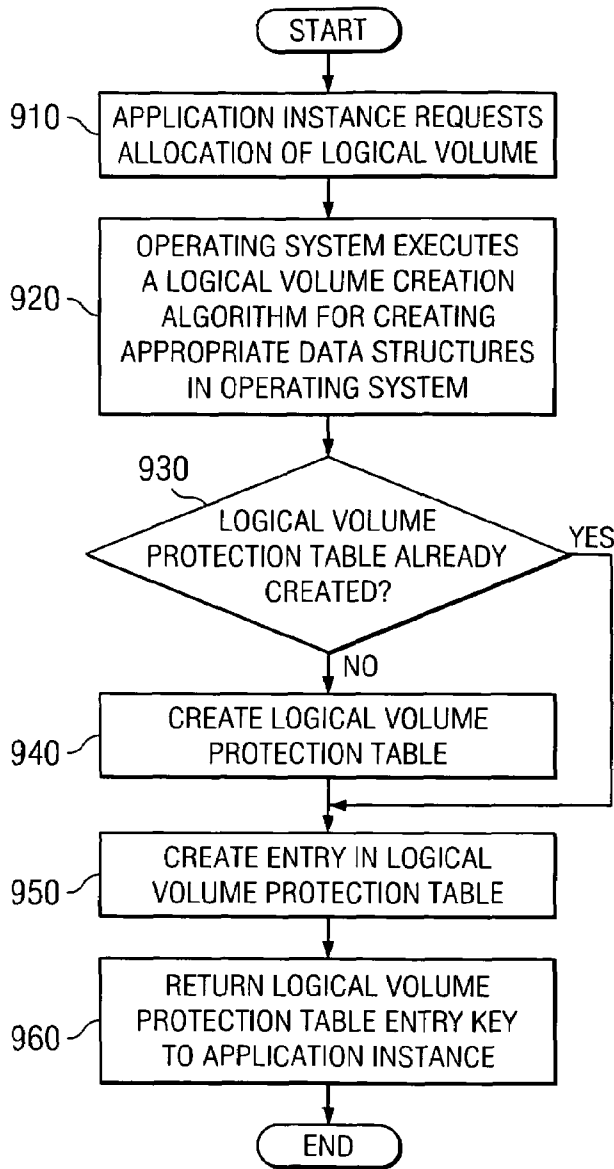 START
910
APPLICATION INSTANCE REQUESTS
ALLOCATION OF LOGICAL VOLUME
920
OPERATING SYSTEM EXECUTES
A LOGICAL VOLUME CREATION
ALGORITHM FOR CREATING
APPROPRIATE DATA STRUCTURES
IN OPERATING SYSTEM
930
LOGICAL VOLUME
PROTECTION TABLE ALREADY
CREATED?
YES
NO
940
CREATE LOGICAL VOLUME
PROTECTION TABLE
950
CREATE ENTRY IN LOGICAL
VOLUME PROTECTION TABLE
960
RETURN LOGICAL VOLUME
PROTECTION TABLE ENTRY KEY
TO APPLICATION INSTANCE
END